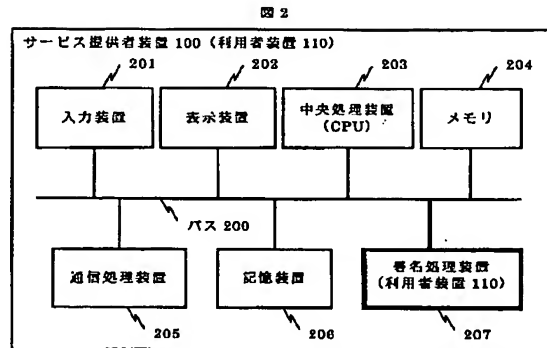 図 2
サービス提供者装置 100 (利用者装置 110)
201
202
203
204
入力装置
表示装置
中央処理装置
(CPU)
メモリ
バス 200
通信処理装置
記憶装置
署名処理装置
(利用者装置 110)
205
206
207